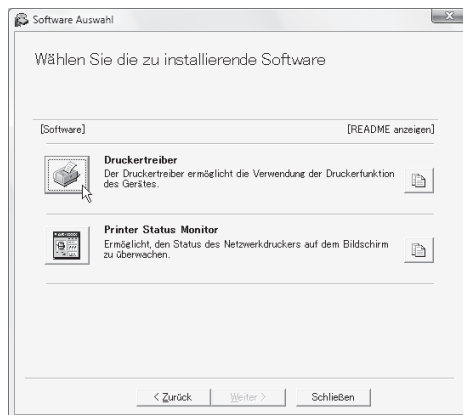 Software Auswahl
Wählen Sie die zu installierende Software
[Software] [README anzeigen]
Druckertreiber
Der Druckertreiber ermöglicht die Verwendung der Druckerfunktion
des Gerätes.
Printer Status Monitor
Ermöglicht, den Status des Netzwerkdruckers auf dem Bildschirm
zu überwachen.
< Zurück Weiter > Schließen